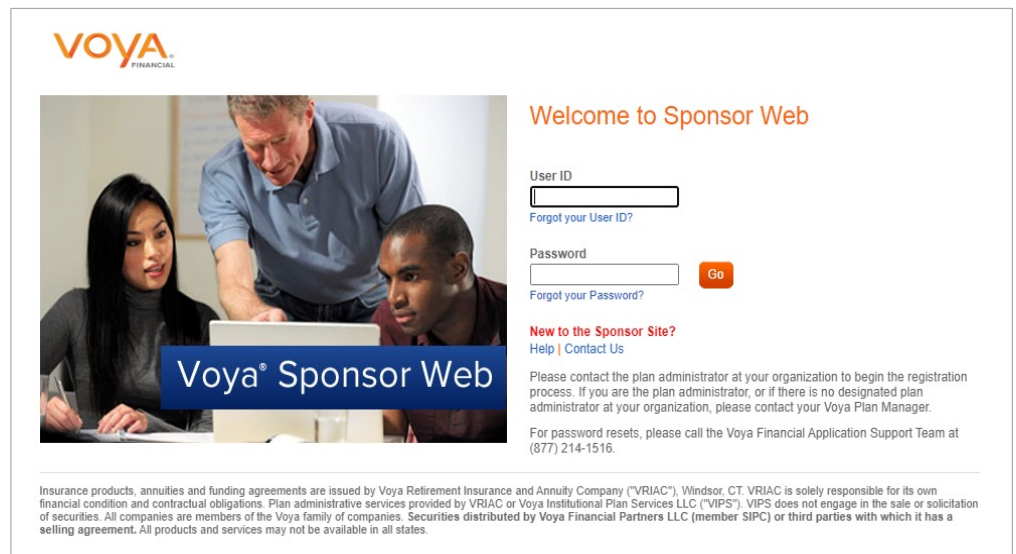 VOYA.
FINANCIAL
Welcome to Sponsor Web
User ID
Forgot your User ID?
Password
Go
Forgot your Password?
New to the Sponsor Site?
Help | Contact Us
Voya® Sponsor Web
Please contact the plan administrator at your organization to begin the registration
process. If you are the plan administrator, or if there is no designated plan
administrator at your organization, please contact your Voya Plan Manager.
For password resets, please call the Voya Financial Application Support Team at
(877) 214-1516.
Insurance products, annuities and funding agreements are issued by Voya Retirement Insurance and Annuity Company ("VRIAC"), Windsor, CT. VRIAC is solely responsible for its own
financial condition and contractual obligations. Plan administrative services provided by VRIAC or Voya Institutional Plan Services LLC ("VIPS"). VIPS does not engage in the sale or solicitation
of securities. All companies are members of the Voya family of companies. Securities distributed by Voya Financial Partners LLC (member SIPC) or third parties with which it has a
selling agreement. All products and services may not be available in all states.